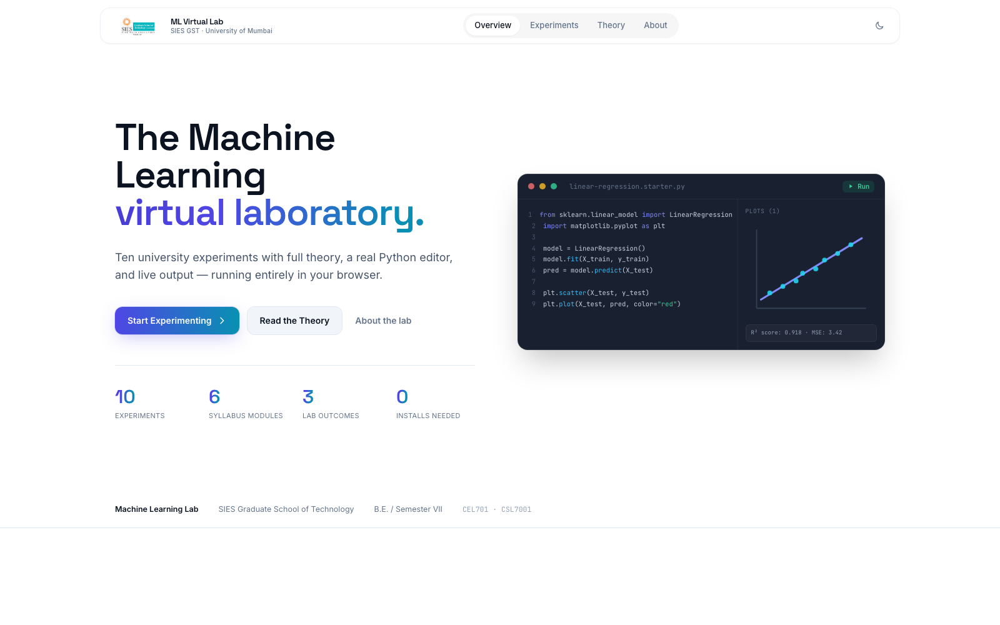 SIES
ML Virtual Lab
SIES GST · University of Mumbai
Overview
Experiments
Theory
About
The Machine
Learning
virtual laboratory.
Ten university experiments with full theory, a real Python editor,
and live output — running entirely in your browser.
Start Experimenting
Read the Theory
About the lab
10
EXPERIMENTS
6
SYLLABUS MODULES
3
LAB OUTCOMES
0
INSTALLS NEEDED
linear-regression.starter.py
Run
1 from sklearn.linear_model import LinearRegression
2 import matplotlib.pyplot as plt
3
4 model = LinearRegression()
5 model.fit(X_train, y_train)
6 pred = model.predict(X_test)
7
8 plt.scatter(X_test, y_test)
9 plt.plot(X_test, pred, color="red")
PLOTS (1)
R² score: 0.918 · MSE: 3.42
Machine Learning Lab
SIES Graduate School of Technology
B.E. / Semester VII
CEL701 · CSL7001